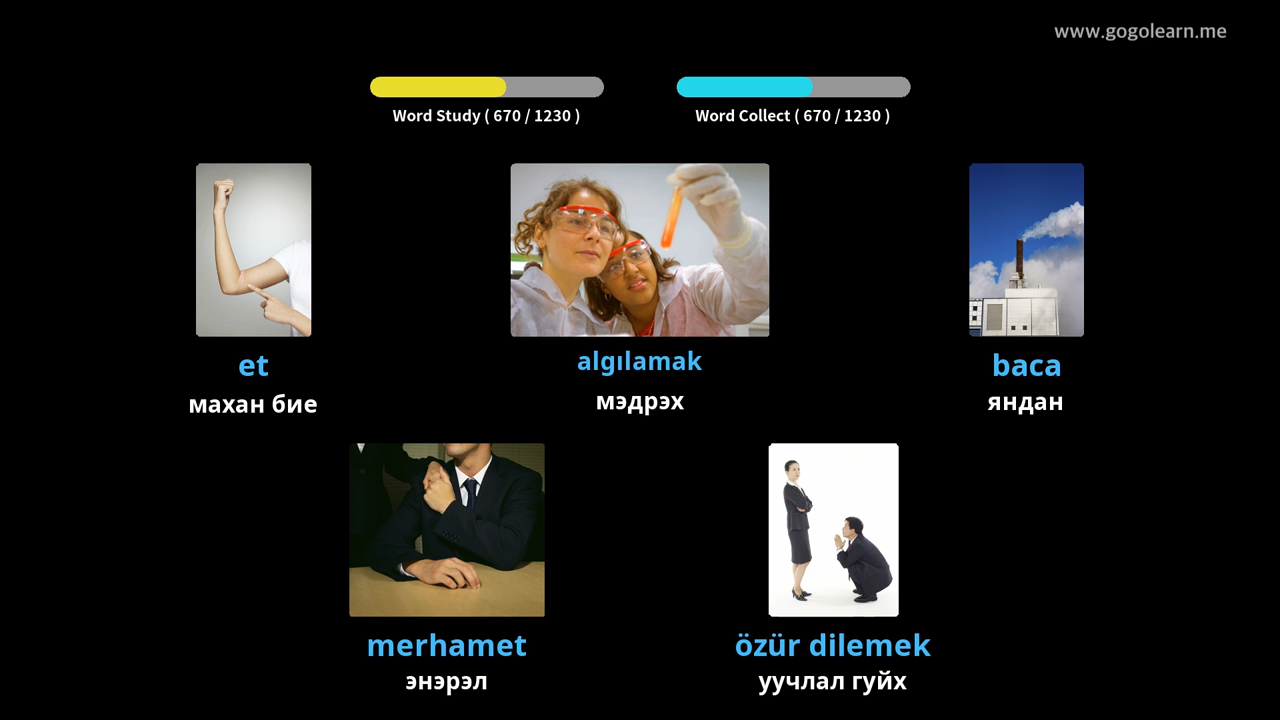 www.gogolearn.me
Word Study ( 670 / 1230 )
Word Collect ( 670 / 1230 )
et
махан бие
algılamak
мэдрэх
baca
яндан
merhamet
энэрэл
özür dilemek
уучлал гуйх